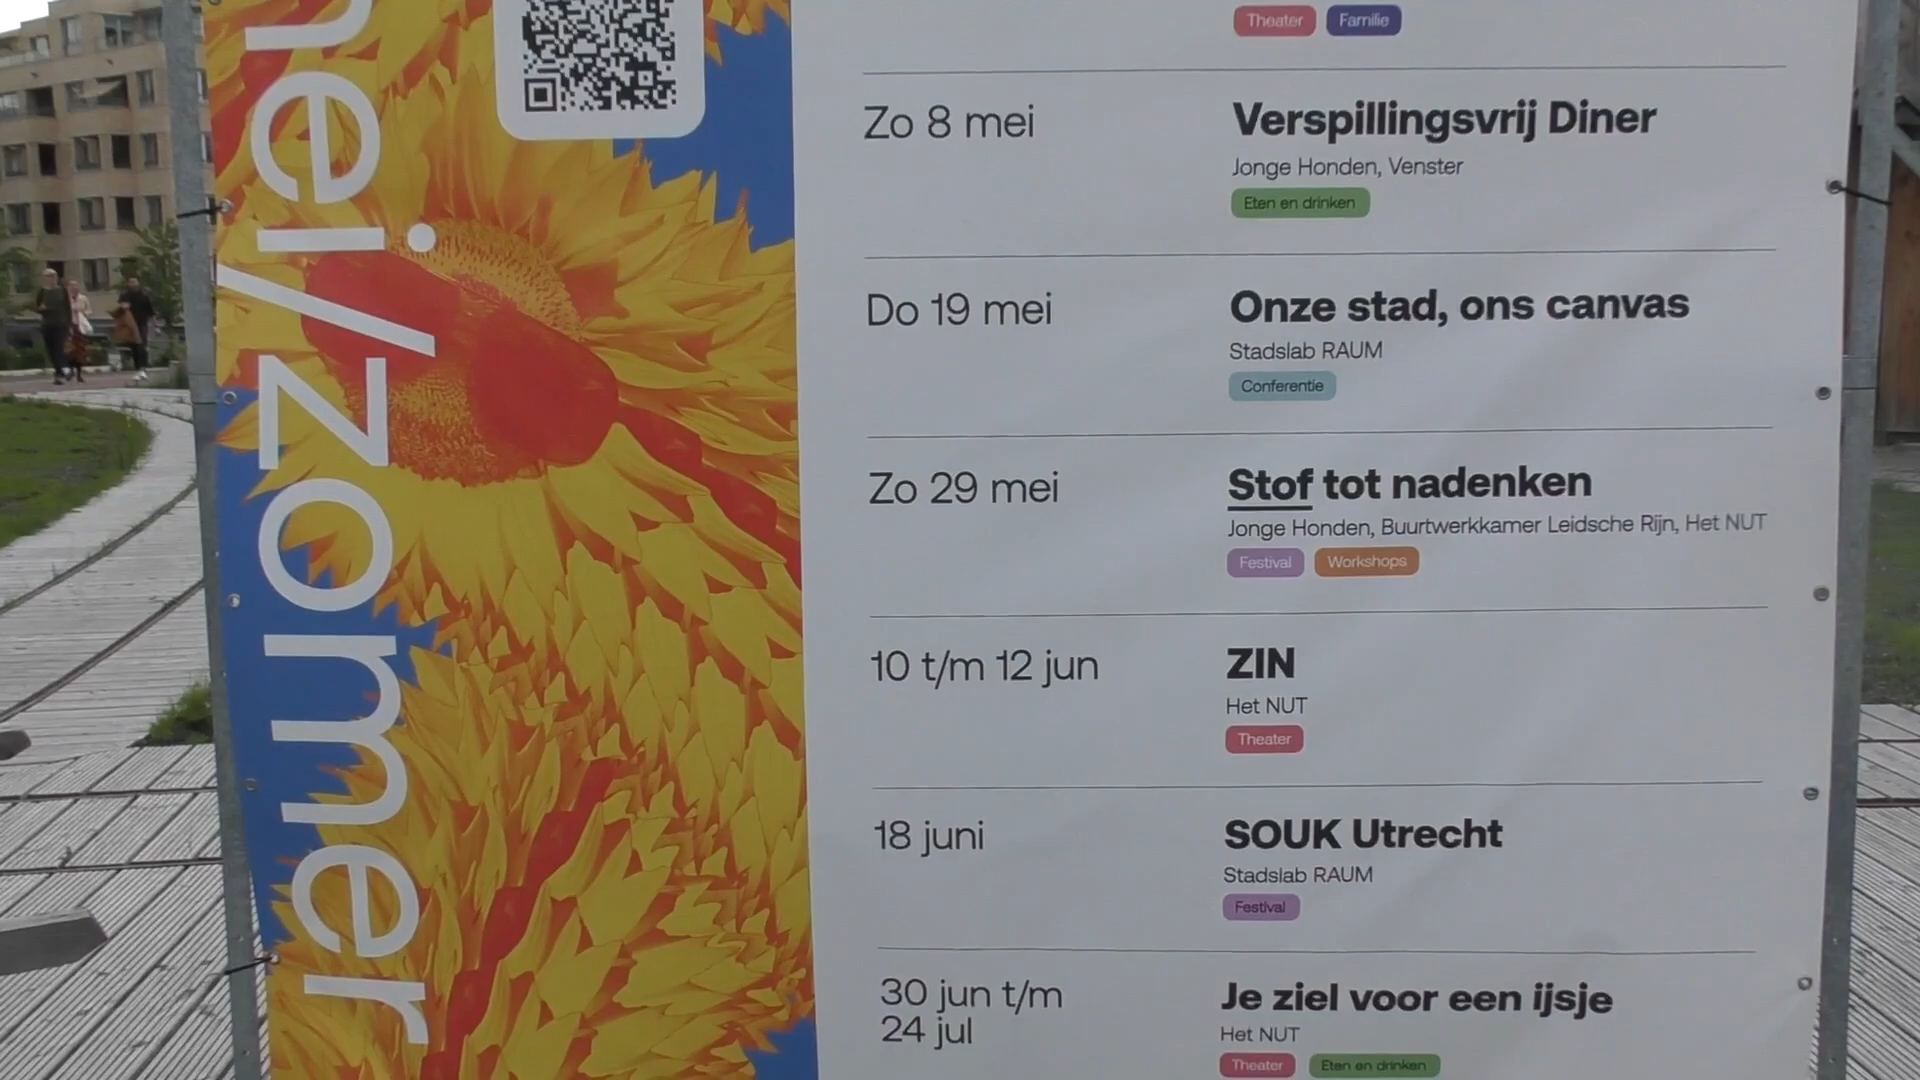 Theater Familie
Zo 8 mei
Verspillingsvrij Diner
Jonge Honden, Venster
Eten en drinken
Do 19 mei
Onze stad, ons canvas
Stadslab RAUM
Conferentie
Zo 29 mei
Stof tot nadenken
Jonge Honden, Buurtwerkkamer Leidsche Rijn, Het NUT
Festival Workshops
10 t/m 12 jun
ZIN
Het NUT
Theater
18 juni
SOUK Utrecht
Stadslab RAUM
Festival
30 jun t/m
24 jul
Je ziel voor een ijsje
Het NUT
Theater Eten en drinken
/zomer